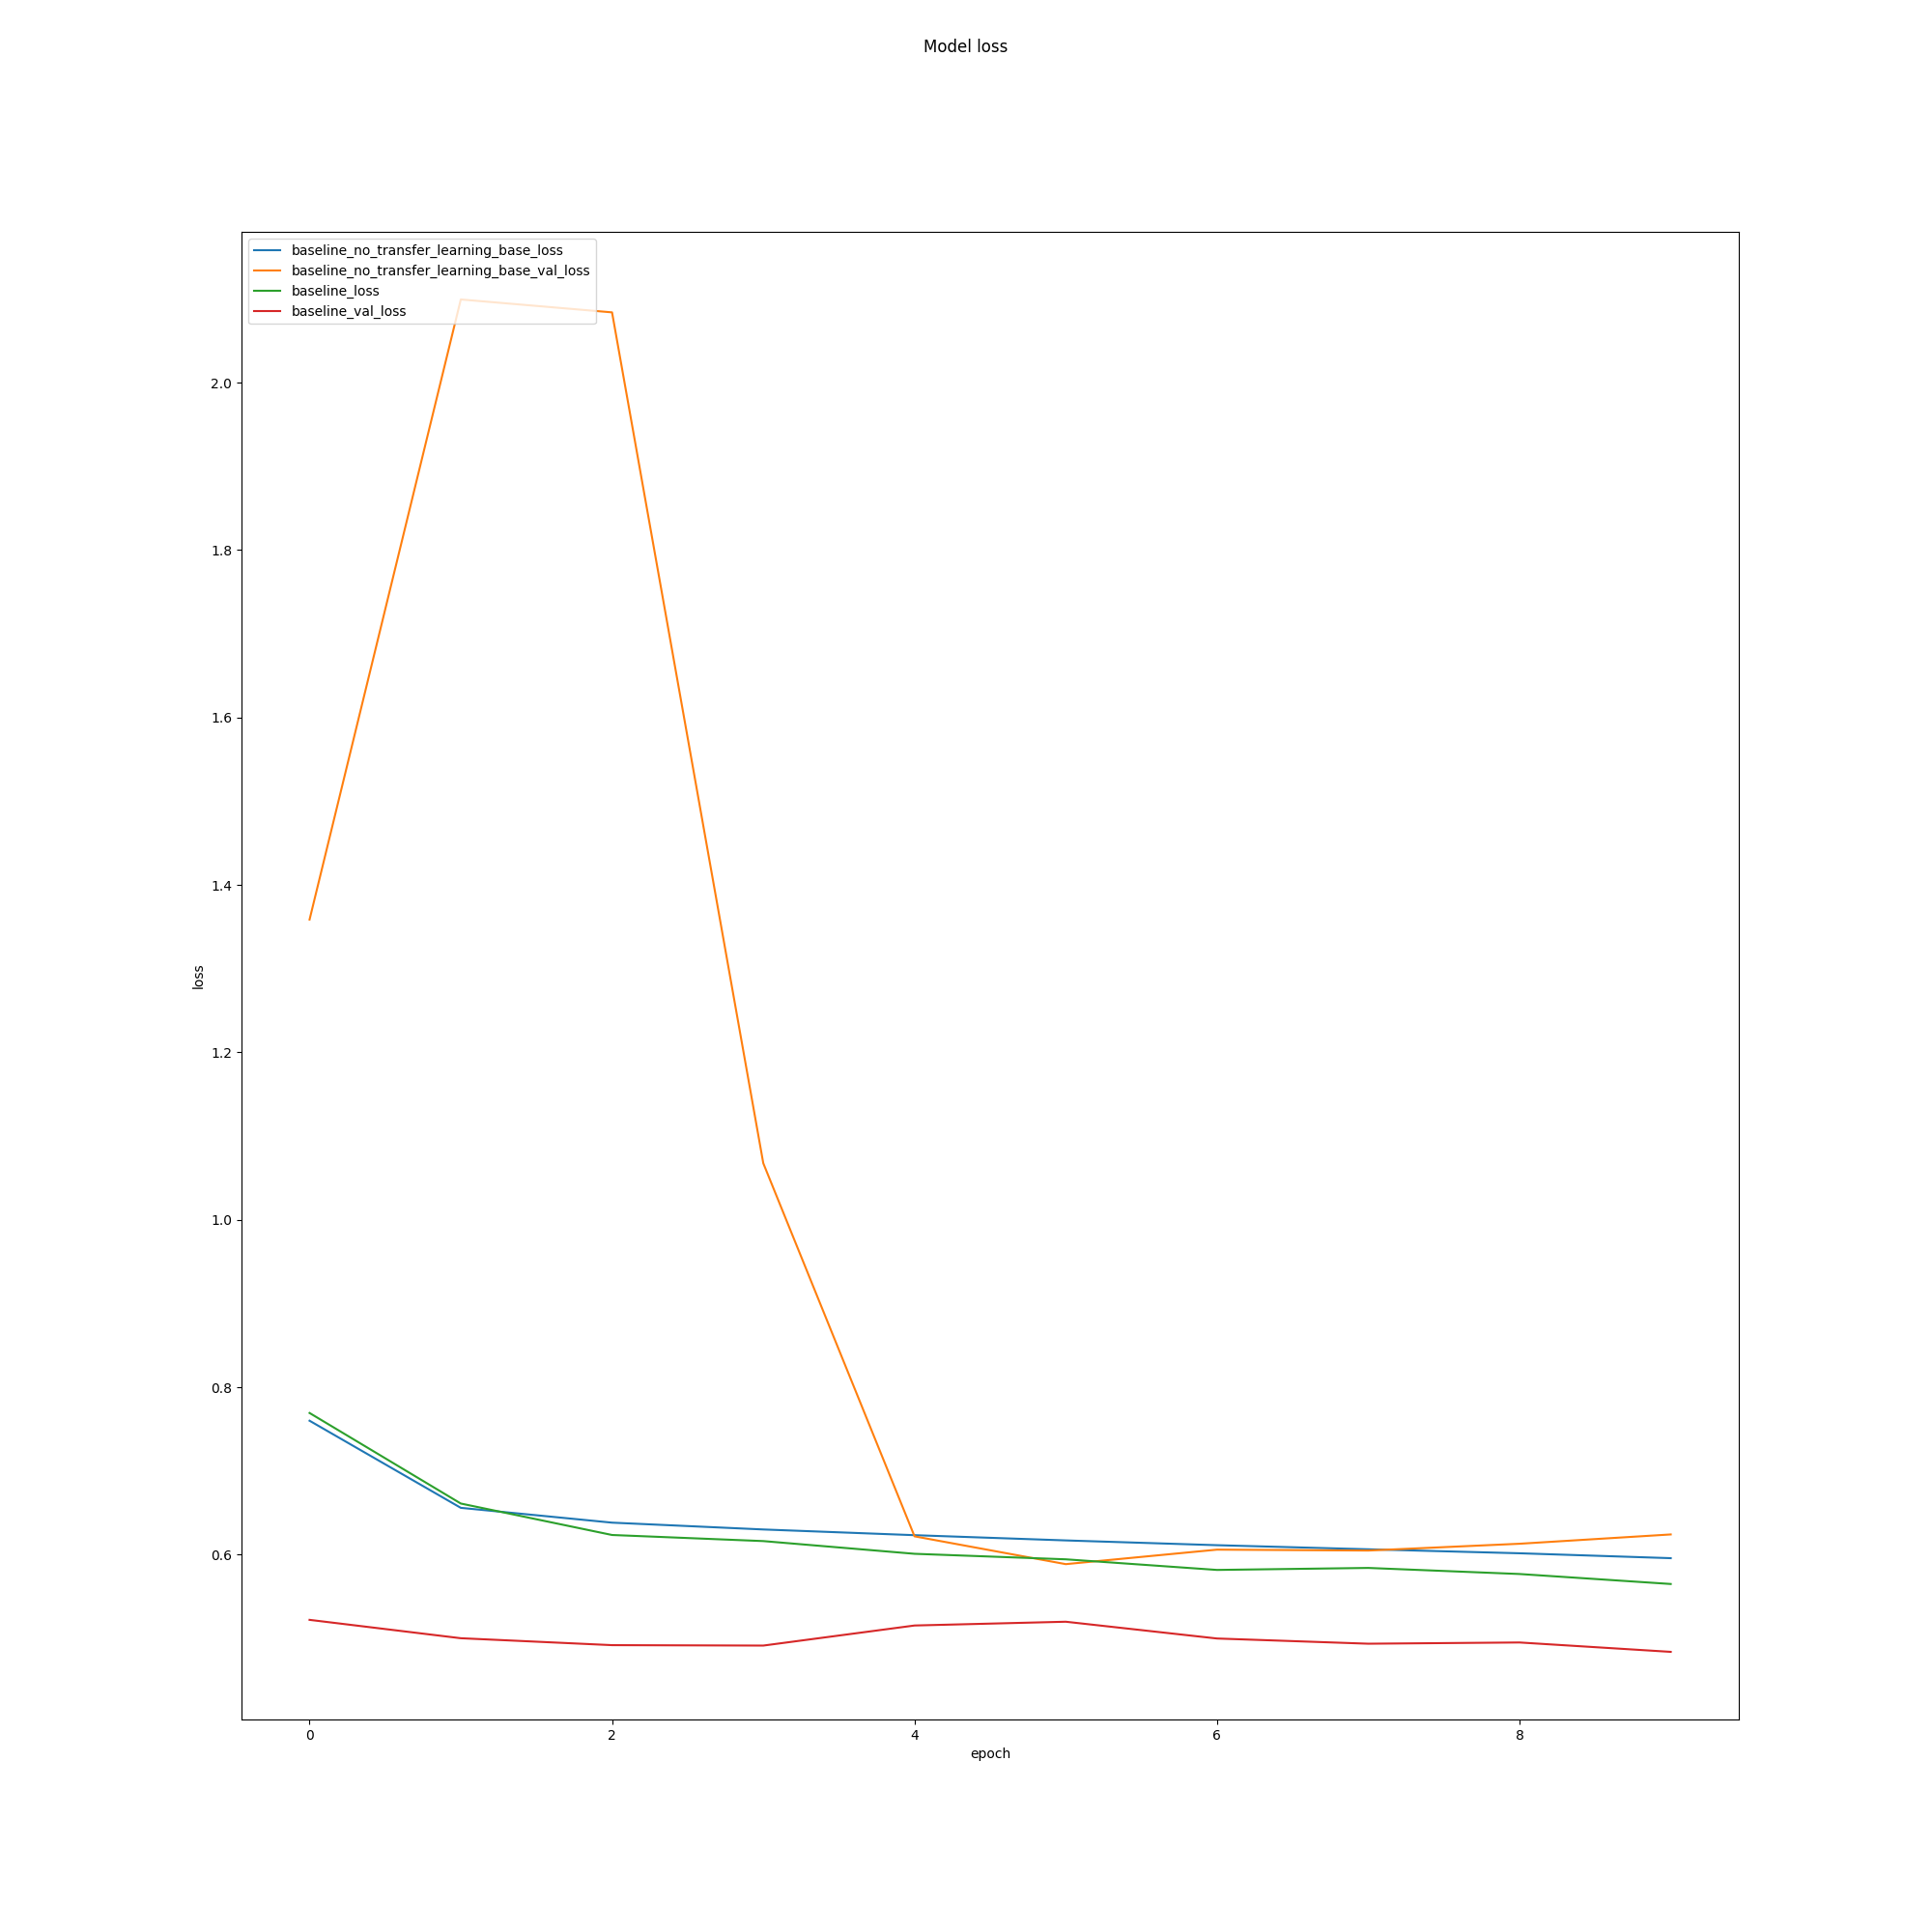 Model loss
baseline_no_transfer_learning_base_loss
baseline_no_transfer_learning_base_val_loss
baseline_loss
baseline_val_loss
2.0
1.8
1.6
1.4
1.2
1.0
0.8
0.6
loss
0 2 4 6 8
epoch